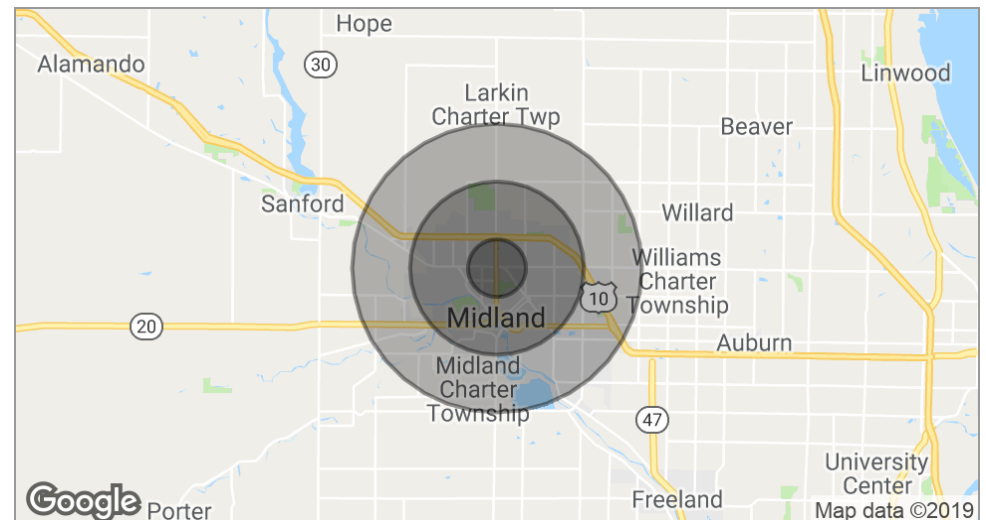 Hope
30
Alamando
Linwood
Larkin
Charter Twp
Beaver
Sanford
Willard
Williams
Charter
Township
10
Midland
20
Auburn
Midland
Charter
Township
47
University
Center
Freeland
Google
Porter
Map data ©2019